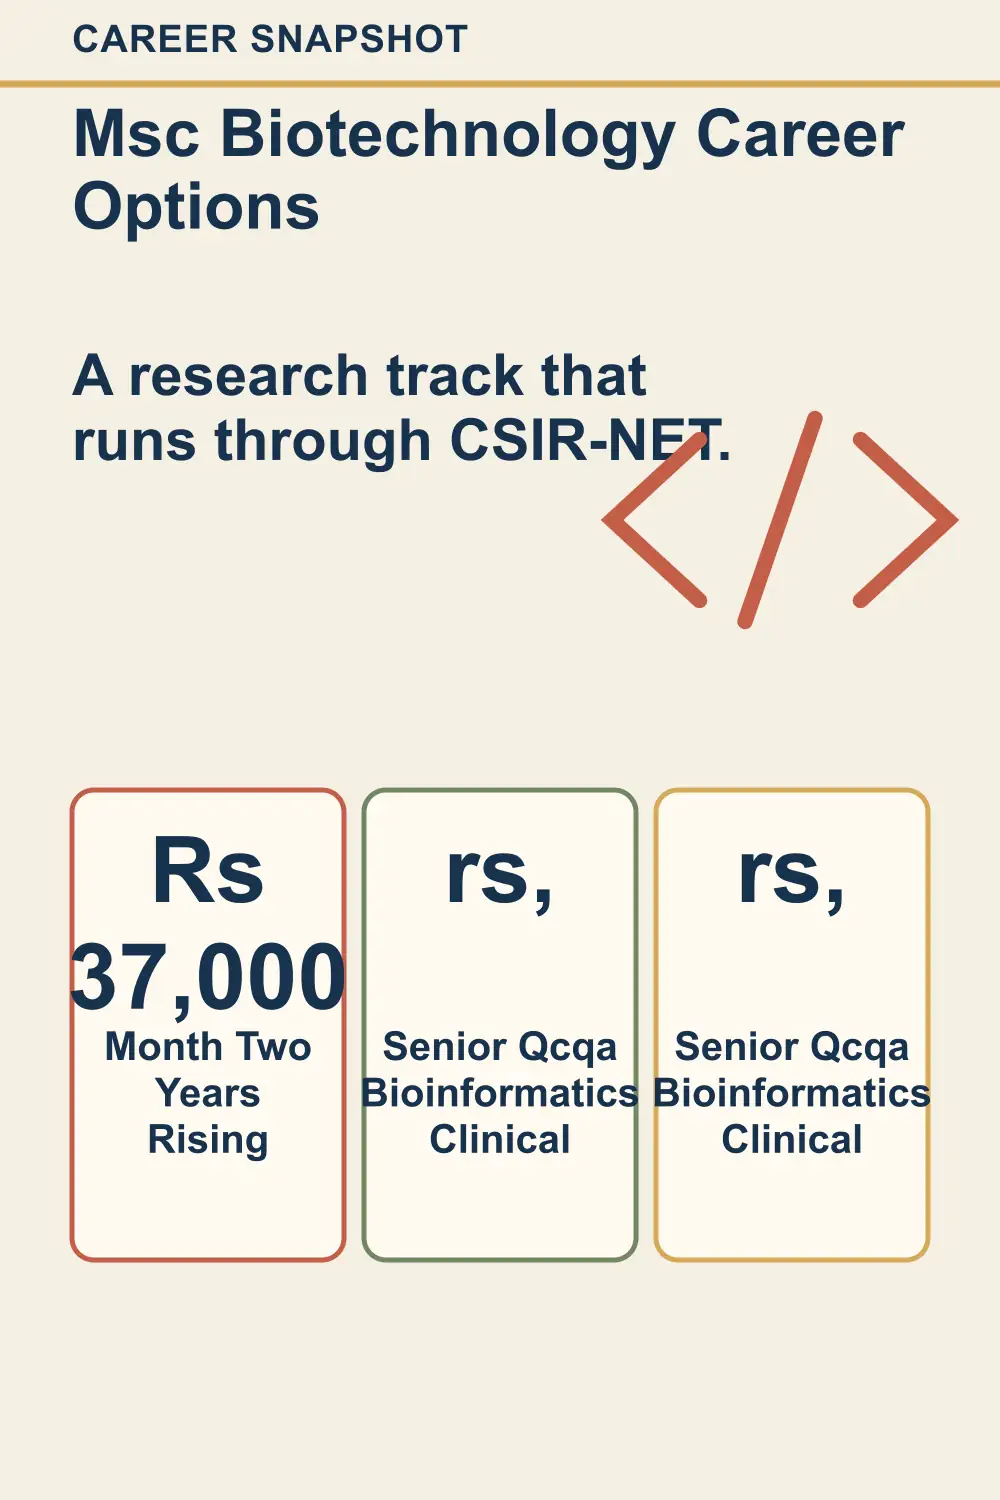 CAREER SNAPSHOT
Msc Biotechnology Career
Options
A research track that
runs through CSIR-NET.
Rs
37,000
Month Two
Years
Rising
rs,
Senior Qcqa
Bioinformatics
Clinical
rs,
Senior Qcqa
Bioinformatics
Clinical